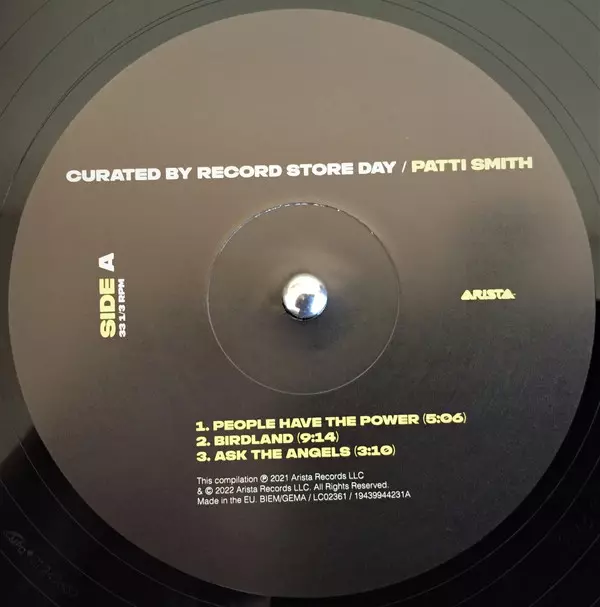 CURATED BY RECORD STORE DAY / PATTI SMITH
SIDE A
33 1/3 RPM
ARISTA
1. PEOPLE HAVE THE POWER (5:06)
2. BIRDLAND (9:14)
3. ASK THE ANGELS (3:10)
This compilation ℗ 2021 Arista Records LLC
& © 2022 Arista Records LLC. All Rights Reserved.
Made in the EU. BIEM/GEMA / LC02361 / 19439944231A